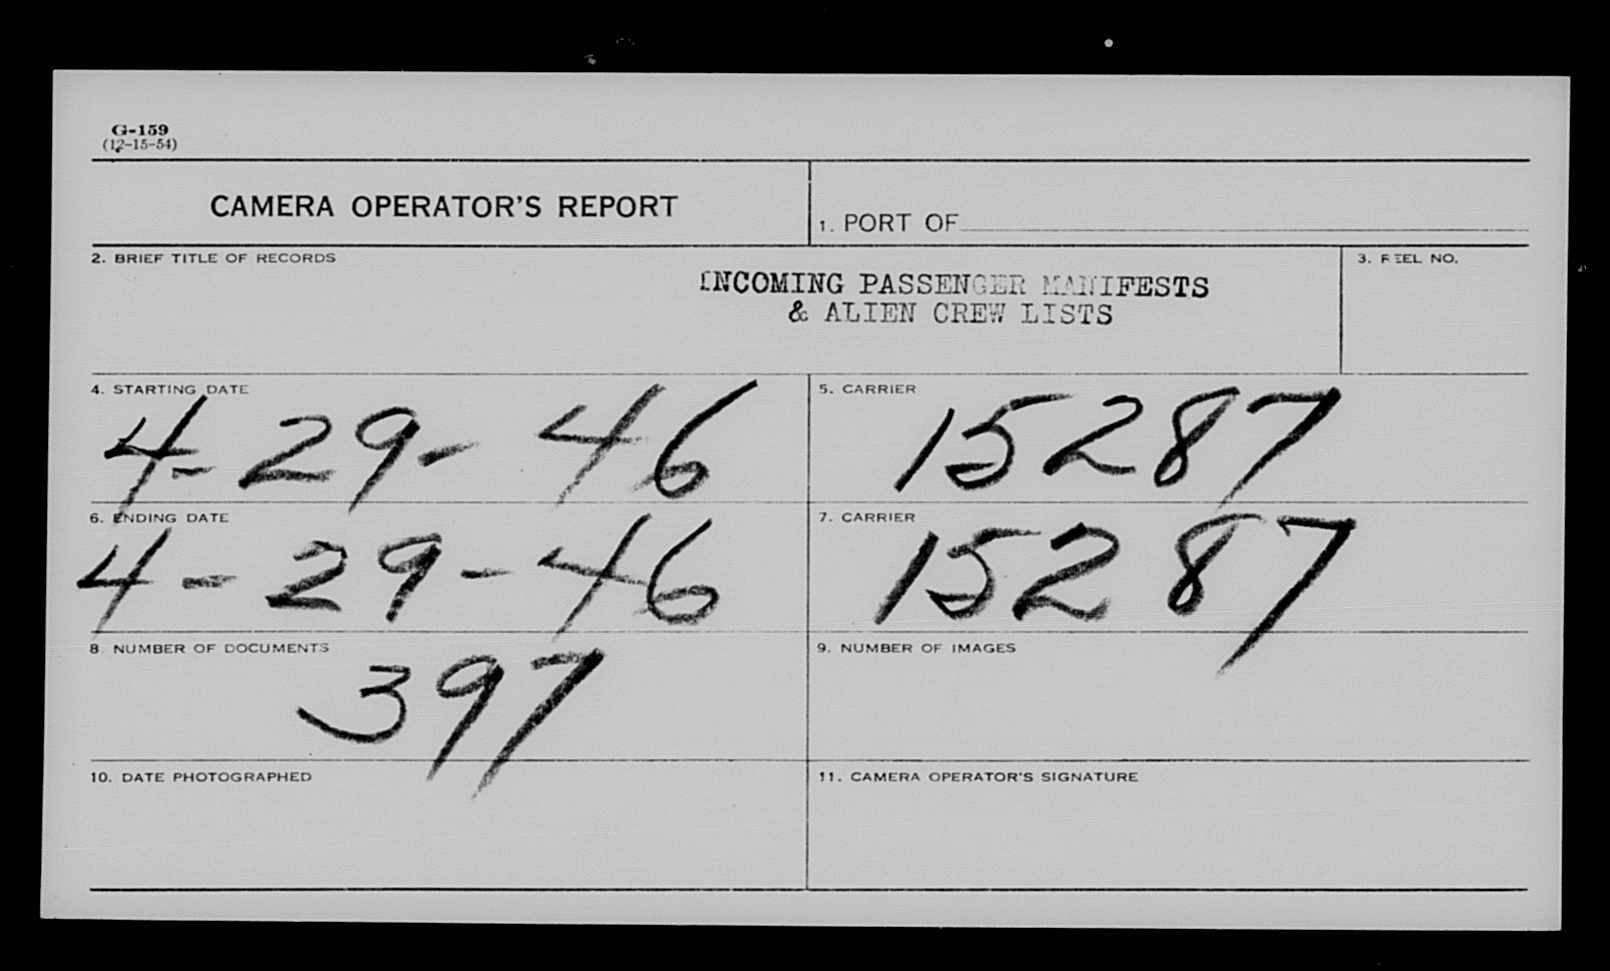 G-159
(12-15-54)
CAMERA OPERATOR'S REPORT
1. PORT OF
2. BRIEF TITLE OF RECORDS
INCOMING PASSENGER MANIFESTS
& ALIEN CREW LISTS
3. REEL NO.
4. STARTING DATE
4-29-46
5. CARRIER
15287
6. ENDING DATE
4-29-46
7. CARRIER
15287
8. NUMBER OF DOCUMENTS
397
9. NUMBER OF IMAGES
10. DATE PHOTOGRAPHED
11. CAMERA OPERATOR'S SIGNATURE